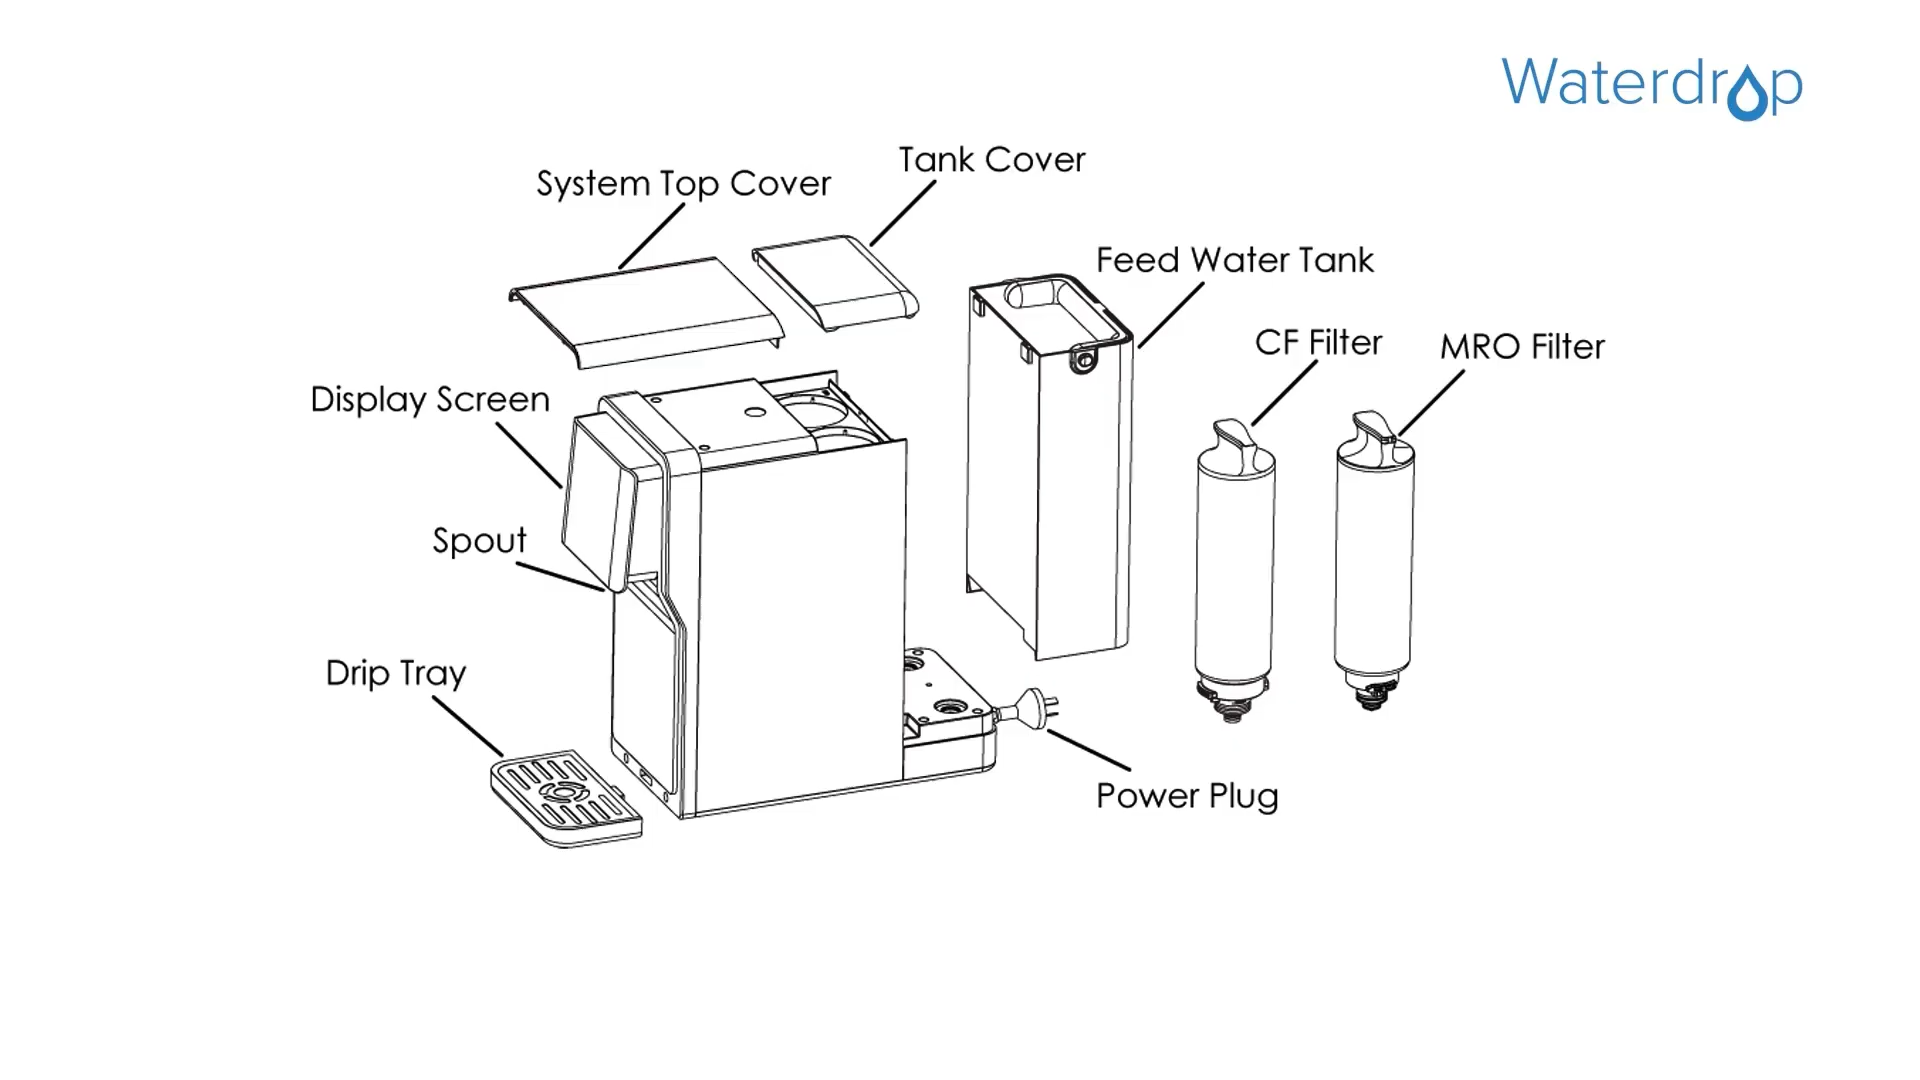 Waterdrop
Tank Cover
System Top Cover
Feed Water Tank
CF Filter
MRO Filter
Display Screen
Spout
Drip Tray
Power Plug